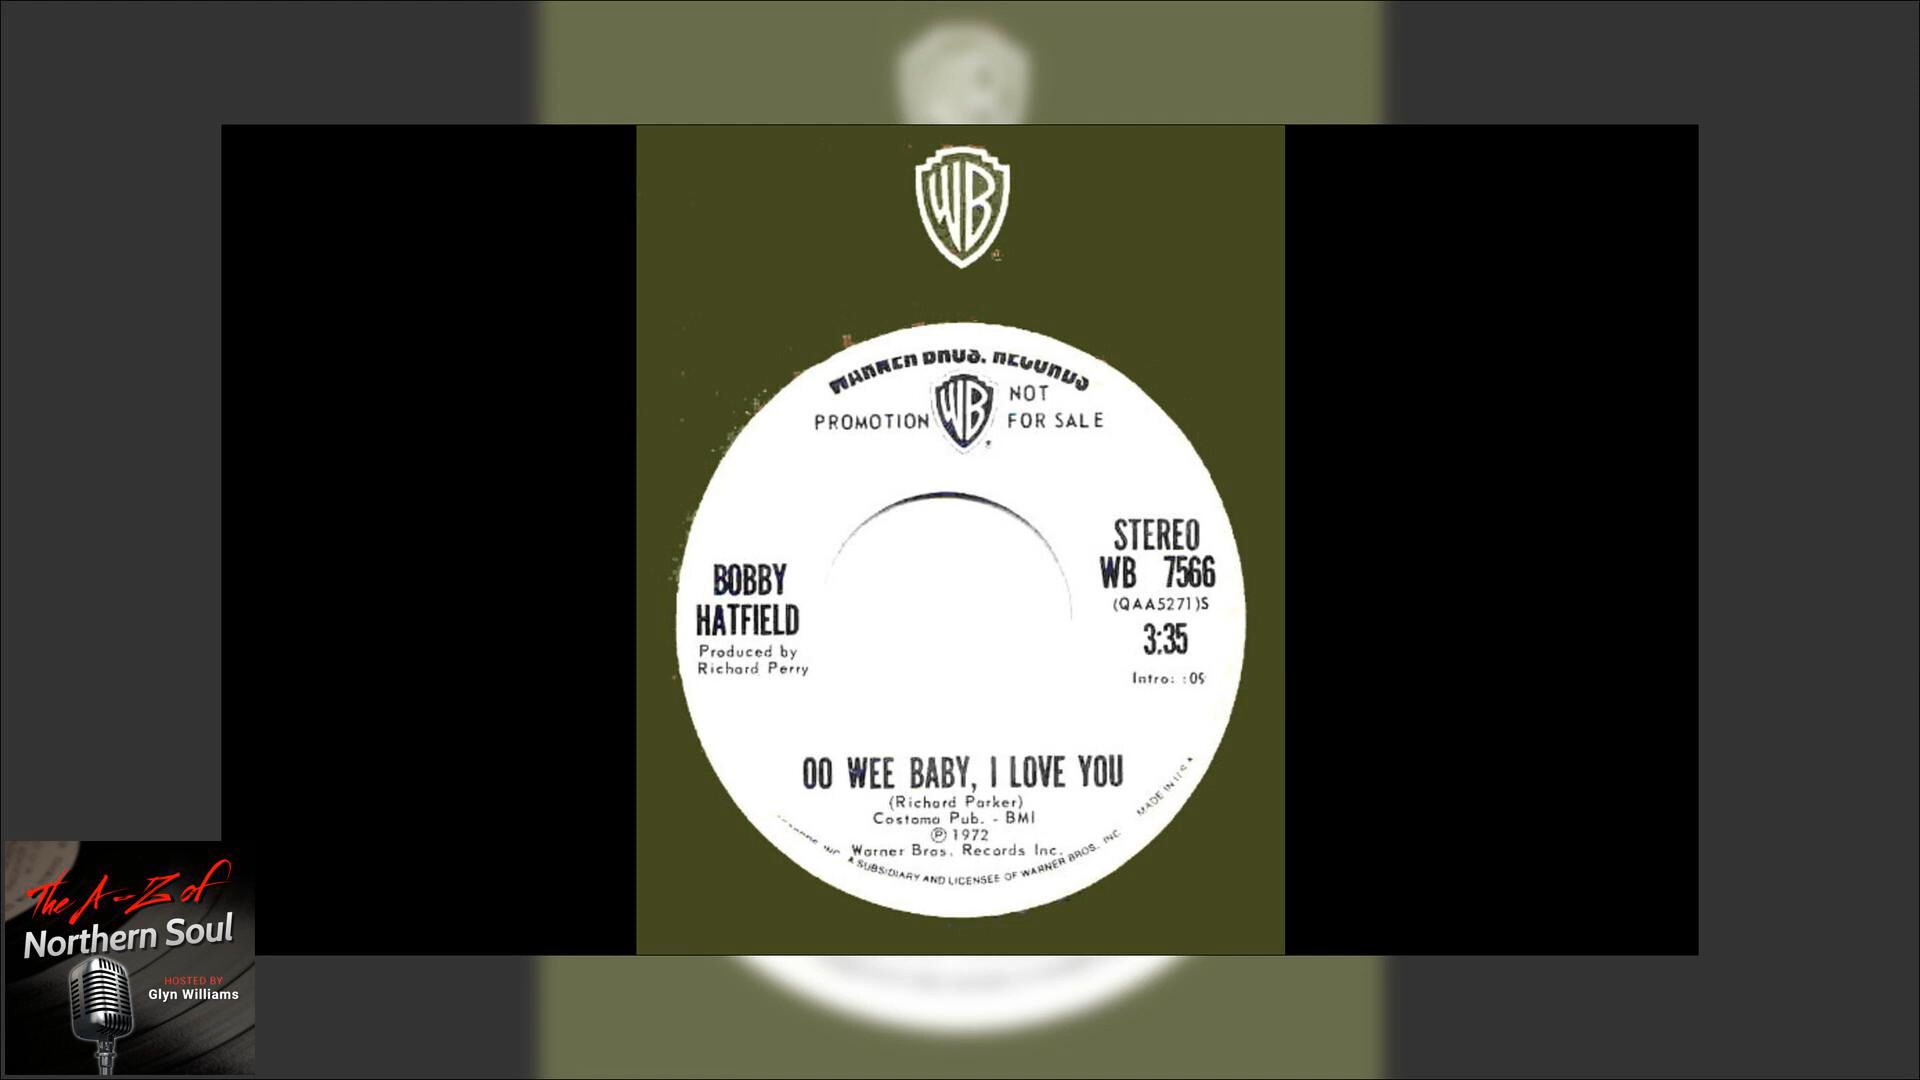 WB
WARNER BROS. RECORDS
WB
NOT
PROMOTION FOR SALE
STEREO
WB 7566
(QAA5271)S
3:35
Intro: :09
BOBBY
HATFIELD
Produced by
Richard Perry
OO WEE BABY, I LOVE YOU
(Richard Parker)
Costoma Pub. - BMI
℗ 1972
Warner Bros. Records Inc.
A SUBSIDIARY AND LICENSEE OF WARNER BROS., INC.
MADE IN U.S.A.
The A-Z of
Northern Soul
HOSTED BY
Glyn Williams